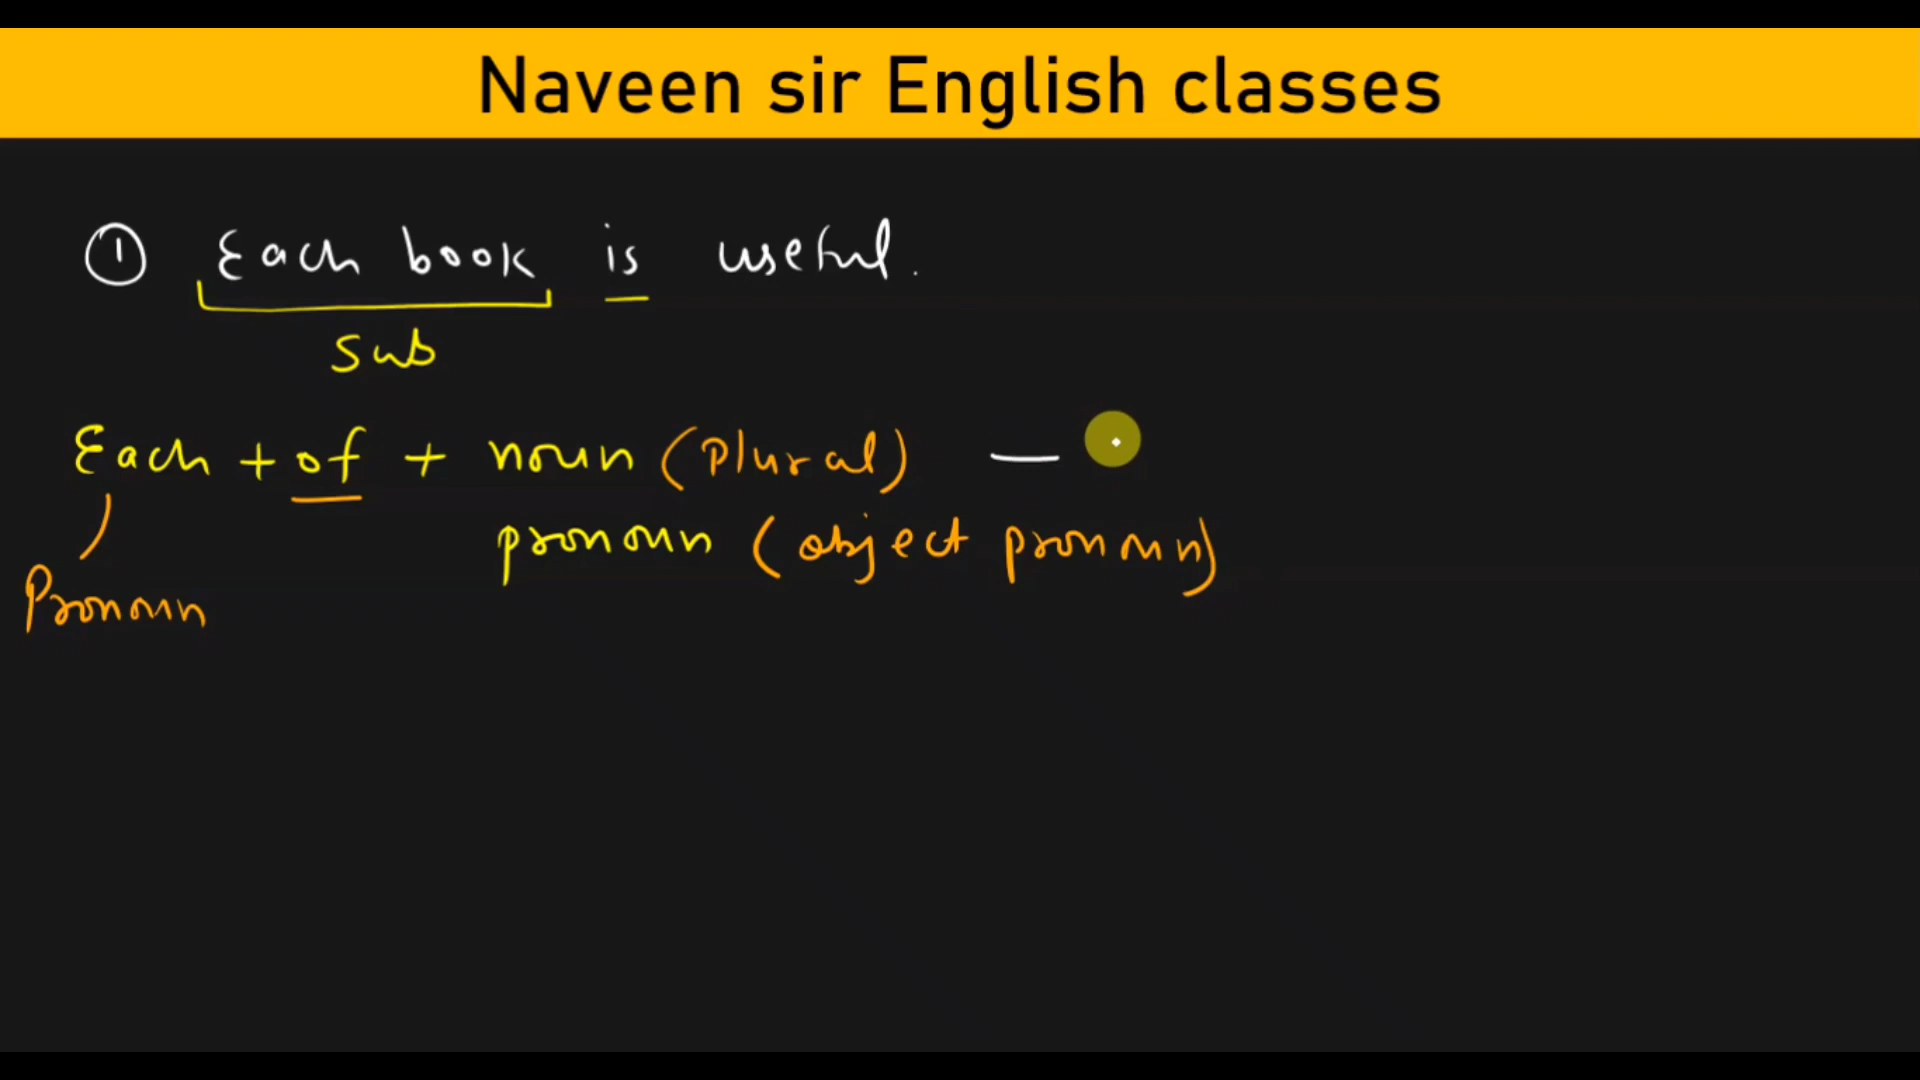 Naveen sir English classes
① Each book is useful.
Sub
Each + of + noun (Plural) —
pronoun (object pronoun)
Pronoun